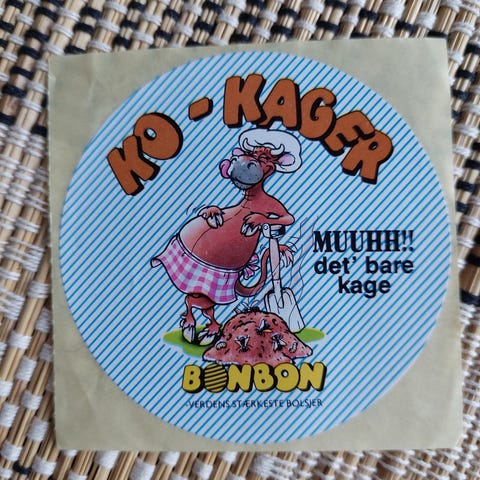 KO-KAGER
MUUHH!!
det' bare
kage
BONBON
-VERDENS STÆRKESTE BOLSJER